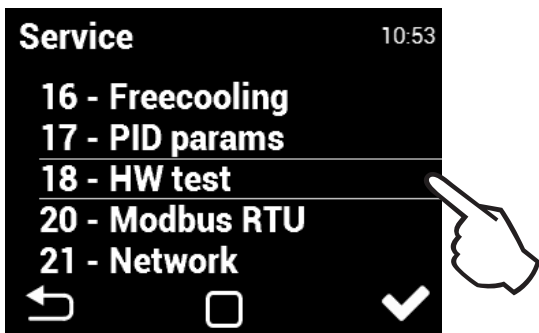 Service 10:53
16 - Freecooling
17 - PID params
18 - HW test
20 - Modbus RTU
21 - Network